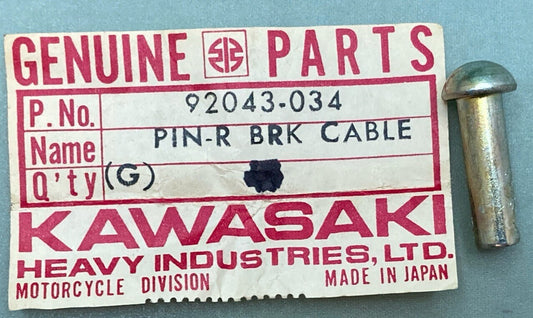 GENUINE PARTS
P. No. 92043-034
Name PIN-R BRK CABLE
Q'ty (G)
KAWASAKI
HEAVY INDUSTRIES, LTD.
MOTORCYCLE DIVISION MADE IN JAPAN